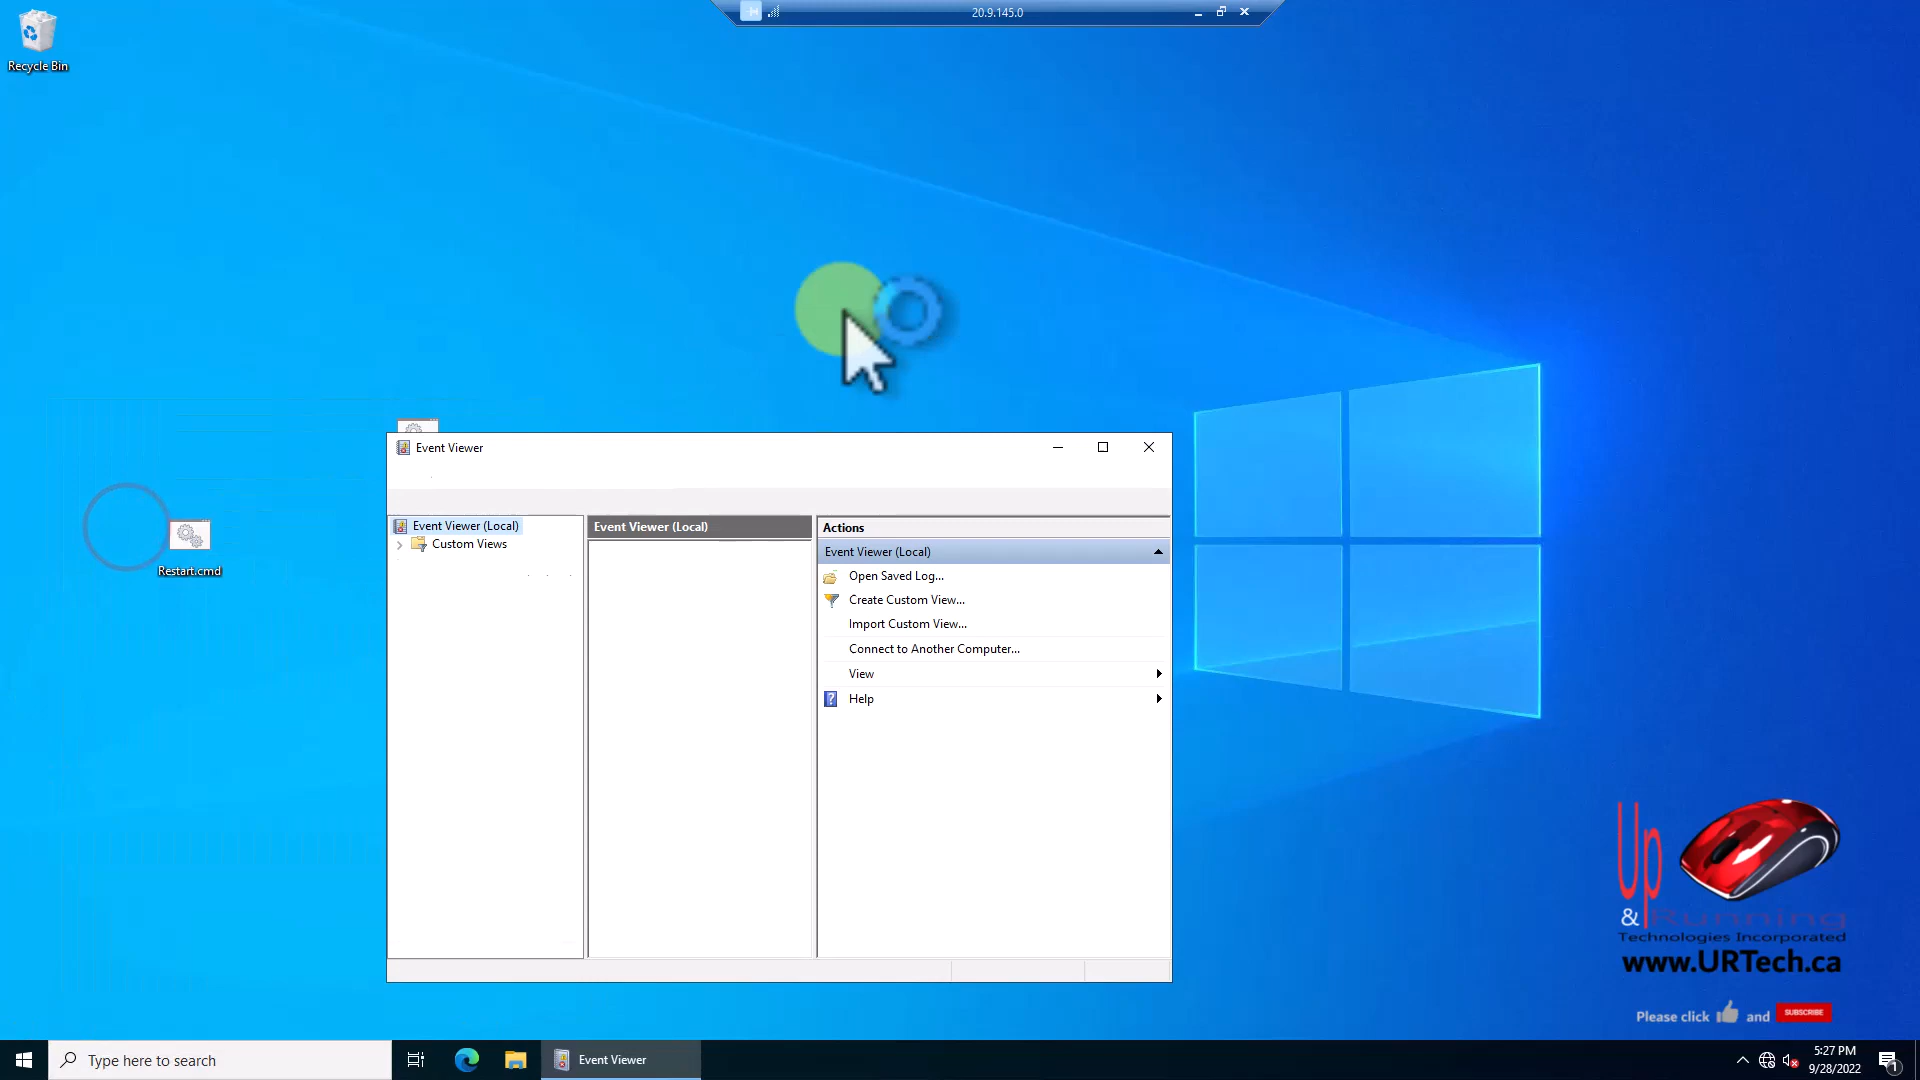 20.9.145.0
Recycle Bin
Event Viewer
Event Viewer (Local)
Custom Views
Event Viewer (Local)
Actions
Event Viewer (Local)
Open Saved Log...
Create Custom View...
Import Custom View...
Connect to Another Computer...
View
Help
Restart.cmd
Up
& Running
Technologies Incorporated
www.URTech.ca
Please click and SUBSCRIBE
Type here to search
Event Viewer
5:27 PM
9/28/2022
1